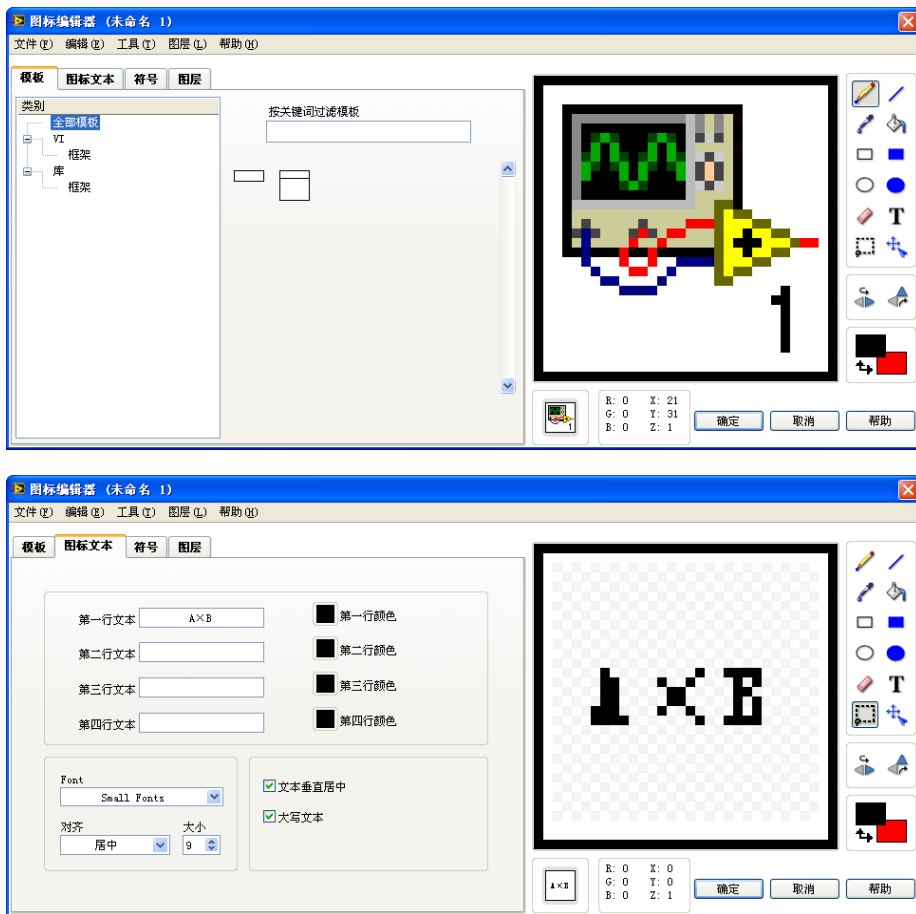 图标编辑器 (未命名 1)
文件(F) 编辑(E) 工具(T) 图层(L) 帮助(H)
模板 图标文本 符号 图层
类别
全部模板
VI
框架
库
框架
按关键词过滤模板
1
T
R: 0 X: 21
G: 0 Y: 31
B: 0 Z: 1
1
确定 取消 帮助
图标编辑器 (未命名 1)
文件(F) 编辑(E) 工具(T) 图层(L) 帮助(H)
模板 图标文本 符号 图层
第一行文本 A×B 第一行颜色
第二行文本 第二行颜色
第三行文本 第三行颜色
第四行文本 第四行颜色
Font
Small Fonts
对齐 大小
居中 9
文本垂直居中
大写文本
A×B
T
A×B
R: 0 X: 0
G: 0 Y: 0
B: 0 Z: 1
确定 取消 帮助